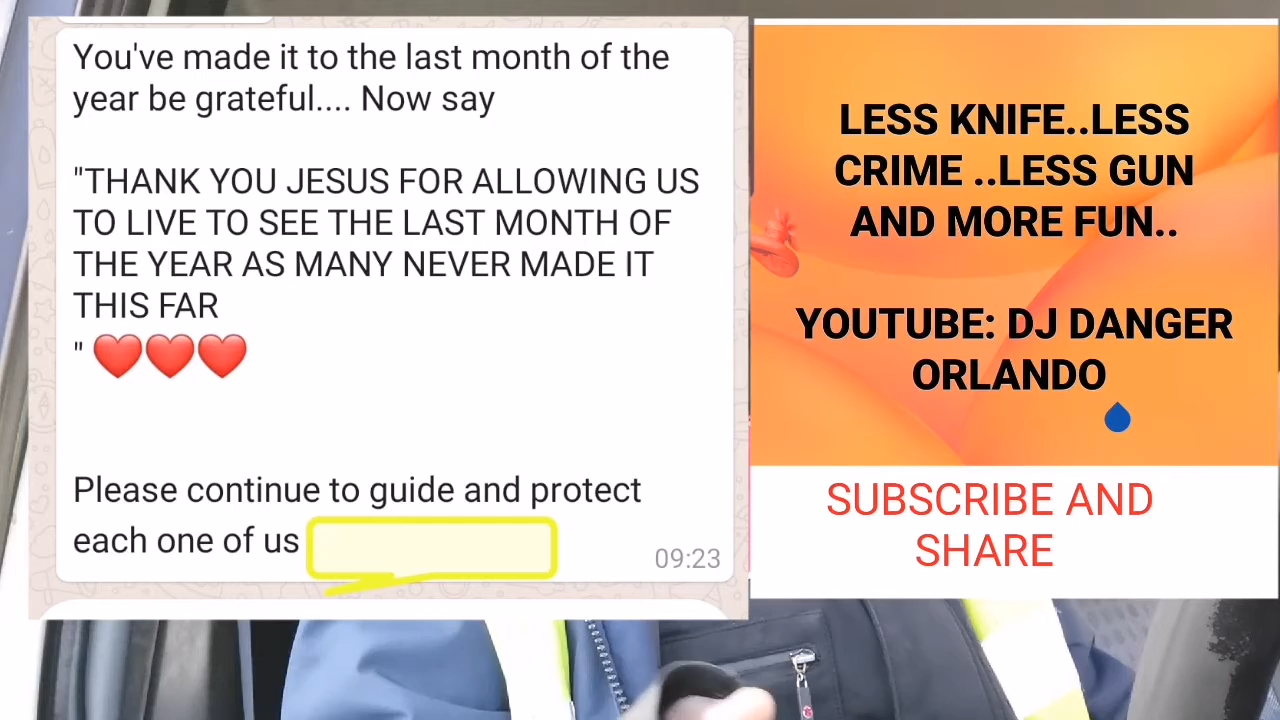 You've made it to the last month of the
year be grateful.... Now say
"THANK YOU JESUS FOR ALLOWING US
TO LIVE TO SEE THE LAST MONTH OF
THE YEAR AS MANY NEVER MADE IT
THIS FAR
" ❤️❤️❤️
Please continue to guide and protect
each one of us
09:23
LESS KNIFE..LESS
CRIME ..LESS GUN
AND MORE FUN..
YOUTUBE: DJ DANGER
ORLANDO
SUBSCRIBE AND
SHARE